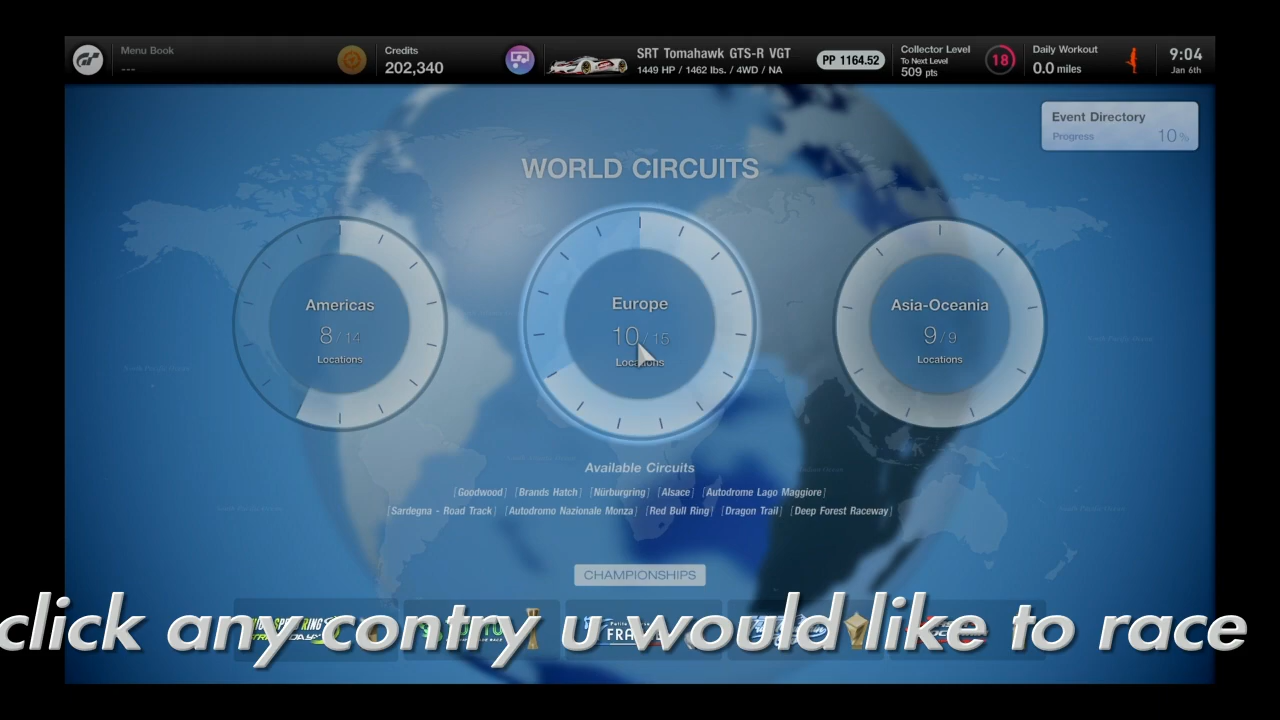 Menu Book
---
Credits
202,340
SRT Tomahawk GTS-R VGT
1449 HP / 1462 lbs. / 4WD / NA
PP 1164.52
Collector Level
To Next Level
509 pts
18
Daily Workout
0.0 miles
9:04
Jan 6th
Event Directory
Progress 10 %
WORLD CIRCUITS
Americas
8 / 14
Locations
Europe
10 / 15
Locations
Asia-Oceania
9 / 9
Locations
Available Circuits
[Goodwood] [Brands Hatch] [Nürburgring] [Alsace] [Autodrome Lago Maggiore]
[Sardegna - Road Track] [Autodromo Nazionale Monza] [Red Bull Ring] [Dragon Trail] [Deep Forest Raceway]
CHAMPIONSHIPS
click any contry u would like to race